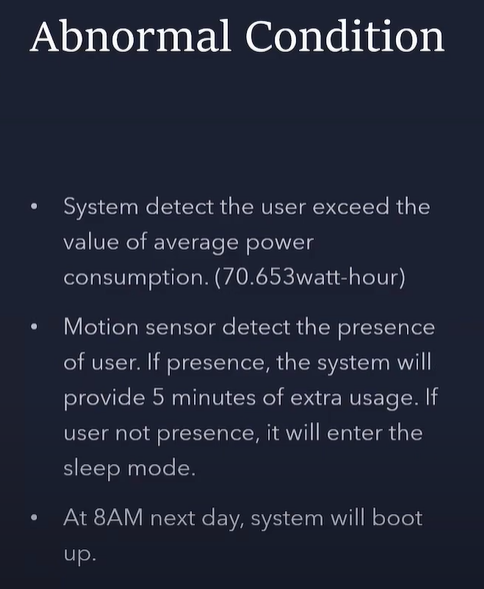 Abnormal Condition
• System detect the user exceed the
value of average power
consumption. (70.653watt-hour)
• Motion sensor detect the presence
of user. If presence, the system will
provide 5 minutes of extra usage. If
user not presence, it will enter the
sleep mode.
• At 8AM next day, system will boot
up.